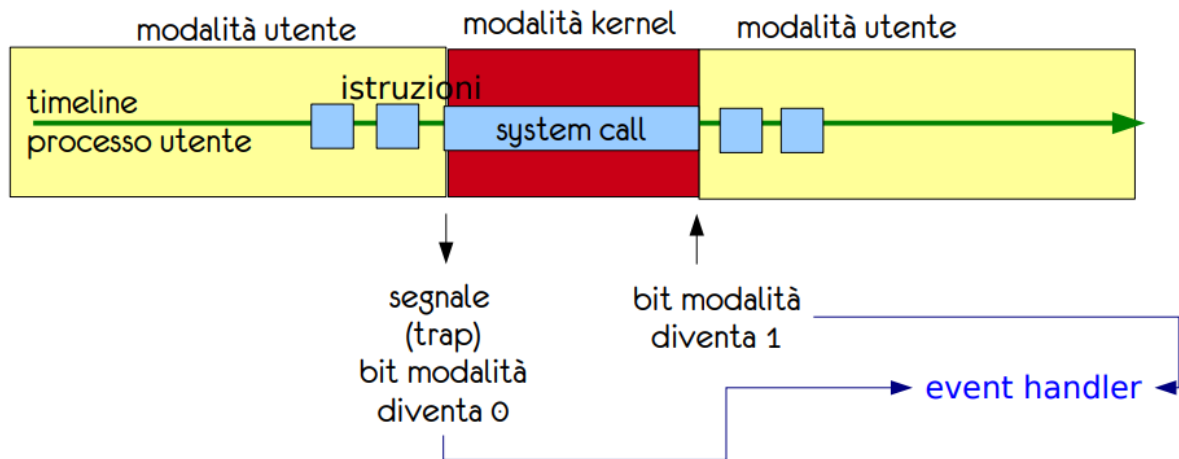 modalità utente
modalità kernel
modalità utente
istruzioni
timeline
processo utente
system call
segnale
(trap)
bit modalità
diventa 0
bit modalità
diventa 1
event handler